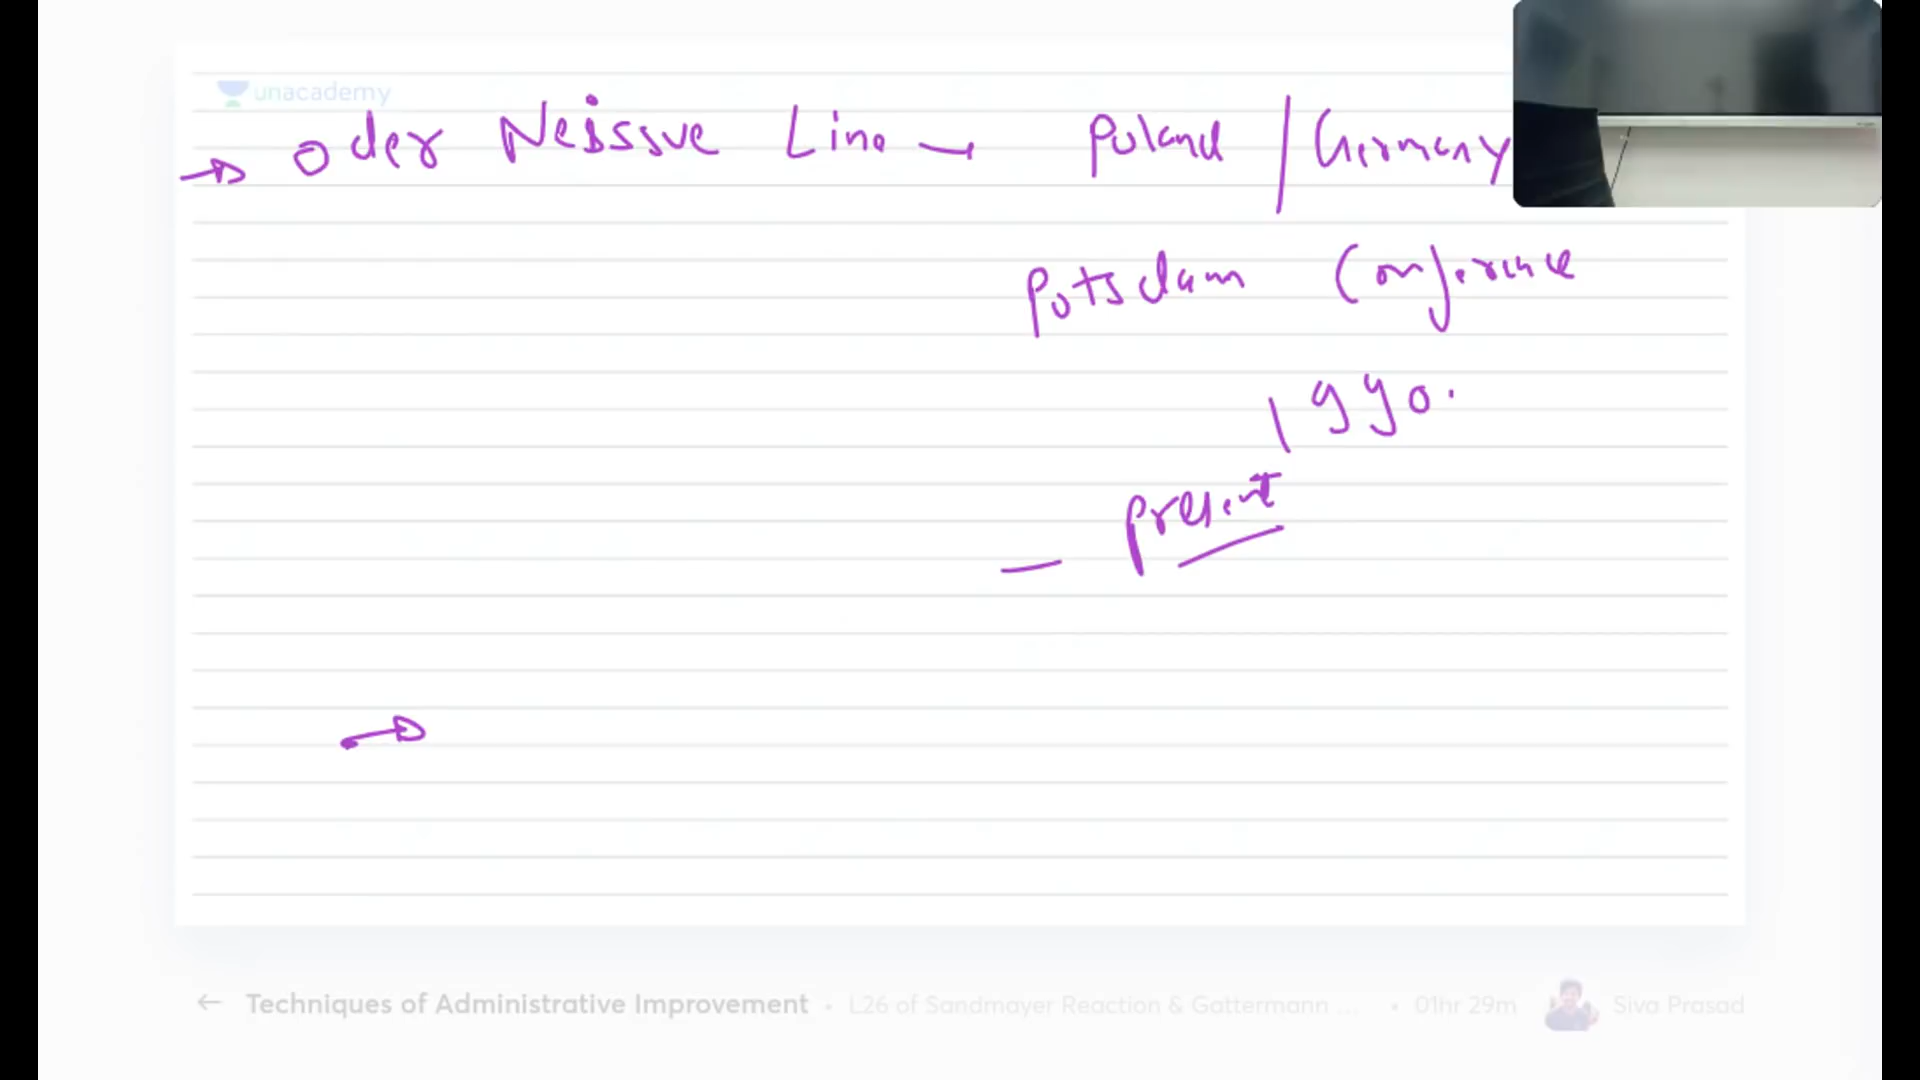 unacademy
→ Oder Neissve Line — Poland / Germany
Potsdam Conference
1990.
— present
→
← Techniques of Administrative Improvement • L26 of Sandmayer Reaction & Gattermann ... • 01hr 29m Siva Prasad